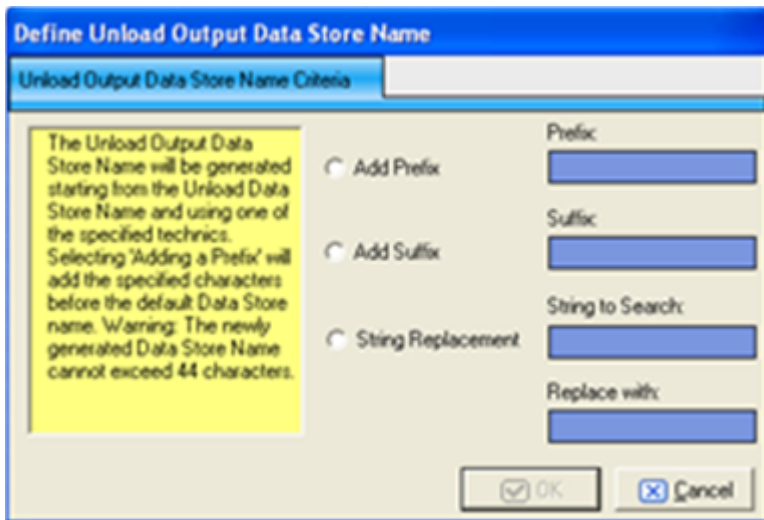 Define Unload Output Data Store Name
Unload Output Data Store Name Criteria
The Unload Output Data
Store Name will be generated
starting from the Unload Data
Store Name and using one of
the specified technics.
Selecting 'Adding a Prefix' will
add the specified characters
before the default Data Store
name. Warning: The newly
generated Data Store Name
cannot exceed 44 characters.
Add Prefix
Add Suffix
String Replacement
Prefix:
Suffix:
String to Search:
Replace with:
OK
Cancel